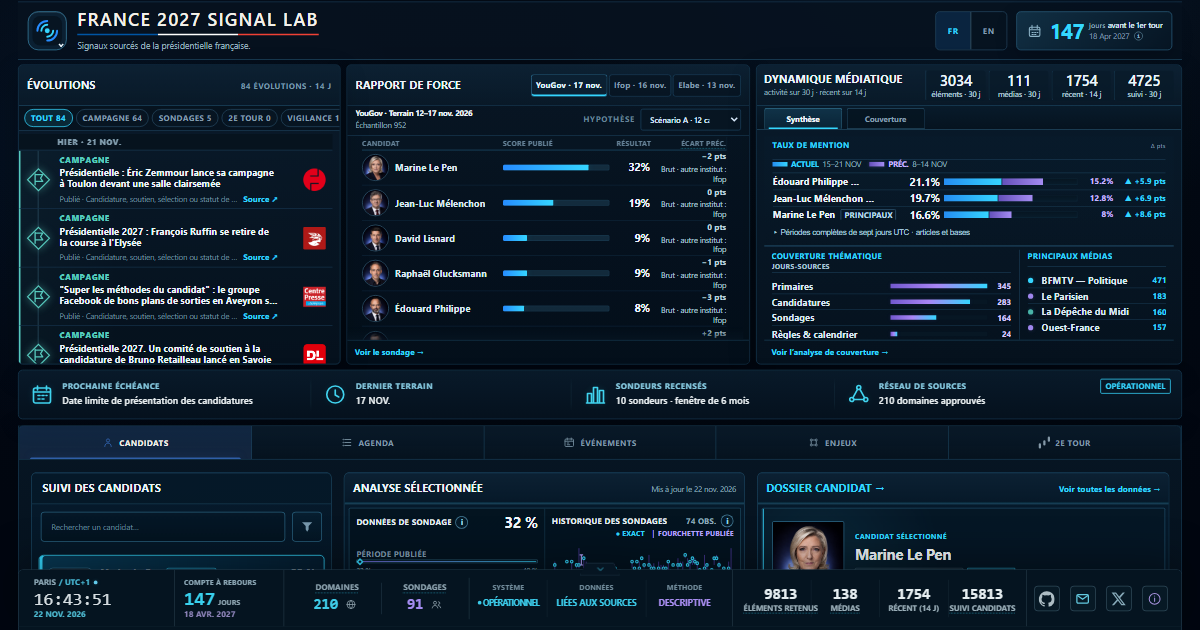 FRANCE 2027 SIGNAL LAB
Signaux sourcés de la présidentielle française.
FR
EN
147 jours avant le 1er tour
18 Apr 2027
ÉVOLUTIONS
84 ÉVOLUTIONS · 14 J
TOUT 84
CAMPAGNE 64
SONDAGES 5
2E TOUR 0
VIGILANCE 1
HIER · 21 NOV.
CAMPAGNE
Présidentielle : Éric Zemmour lance sa campagne
à Toulon devant une salle clairsemée
Publié · Candidature, soutien, sélection ou statut de ... Source ↗
CAMPAGNE
Présidentielle 2027 : François Ruffin se retire de
la course à l'Elysée
Publié · Candidature, soutien, sélection ou statut de ... Source ↗
CAMPAGNE
"Super les méthodes du candidat" : le groupe
Facebook de bons plans de sorties en Aveyron s...
Publié · Candidature, soutien, sélection ou statut de ... Source ↗
Centre
Presse
CAMPAGNE
Présidentielle 2027. Un comité de soutien à la
candidature de Bruno Retailleau lancé en Savoie
DL
RAPPORT DE FORCE
YouGov · 17 nov.
Ifop · 16 nov.
Elabe · 13 nov.
YouGov · Terrain 12–17 nov. 2026
Échantillon 952
HYPOTHÈSE
Scénario A · 12 c
CANDIDAT
SCORE PUBLIÉ
RÉSULTAT
ÉCART PRÉC.
Marine Le Pen
32%
−2 pts
Brut · autre institut :
Ifop
Jean-Luc Mélenchon
19%
0 pts
Brut · autre institut :
Ifop
David Lisnard
9%
0 pts
Brut · autre institut :
Ifop
Raphaël Glucksmann
9%
−1 pts
Brut · autre institut :
Ifop
Édouard Philippe
8%
−3 pts
Brut · autre institut :
Ifop
+2 pts
Voir le sondage →
DYNAMIQUE MÉDIATIQUE
activité sur 30 j · récent sur 14 j
3034
éléments · 30 j
111
médias · 30 j
1754
récent · 14 j
4725
suivi · 30 j
Synthèse
Couverture
TAUX DE MENTION
Δ pts
ACTUEL 15–21 NOV
PRÉC. 8–14 NOV
Édouard Philippe ... 21.1% 15.2% ▲ +5.9 pts
Jean-Luc Mélenchon ... 19.7% 12.8% ▲ +6.9 pts
Marine Le Pen PRINCIPAUX 16.6% 8% ▲ +8.6 pts
Périodes complètes de sept jours UTC · articles et bases
COUVERTURE THÉMATIQUE
JOURS-SOURCES
Primaires 345
Candidatures 283
Sondages 164
Règles & calendrier 24
PRINCIPAUX MÉDIAS
BFMTV — Politique 471
Le Parisien 183
La Dépêche du Midi 160
Ouest-France 157
Voir l'analyse de couverture →
PROCHAINE ÉCHÉANCE
Date limite de présentation des candidatures
DERNIER TERRAIN
17 NOV.
SONDEURS RECENSÉS
10 sondeurs · fenêtre de 6 mois
RÉSEAU DE SOURCES
210 domaines approuvés
OPÉRATIONNEL
CANDIDATS
AGENDA
ÉVÉNEMENTS
ENJEUX
2E TOUR
SUIVI DES CANDIDATS
Rechercher un candidat...
ANALYSE SÉLECTIONNÉE
Mis à jour le 22 nov. 2026
DONNÉES DE SONDAGE
32 %
PÉRIODE PUBLIÉE
HISTORIQUE DES SONDAGES
74 OBS.
EXACT
FOURCHETTE PUBLIÉE
DOSSIER CANDIDAT →
Voir toutes les données →
CANDIDAT SÉLECTIONNÉ
Marine Le Pen
PARIS / UTC+1
16:43:51
22 NOV. 2026
COMPTE À REBOURS
147 JOURS
18 AVR. 2027
DOMAINES
210
SONDAGES
91
SYSTÈME
OPÉRATIONNEL
DONNÉES
LIÉES AUX SOURCES
MÉTHODE
DESCRIPTIVE
9813
ÉLÉMENTS RETENUS
138
MÉDIAS
1754
RÉCENT (14 J)
15813
SUIVI CANDIDATS